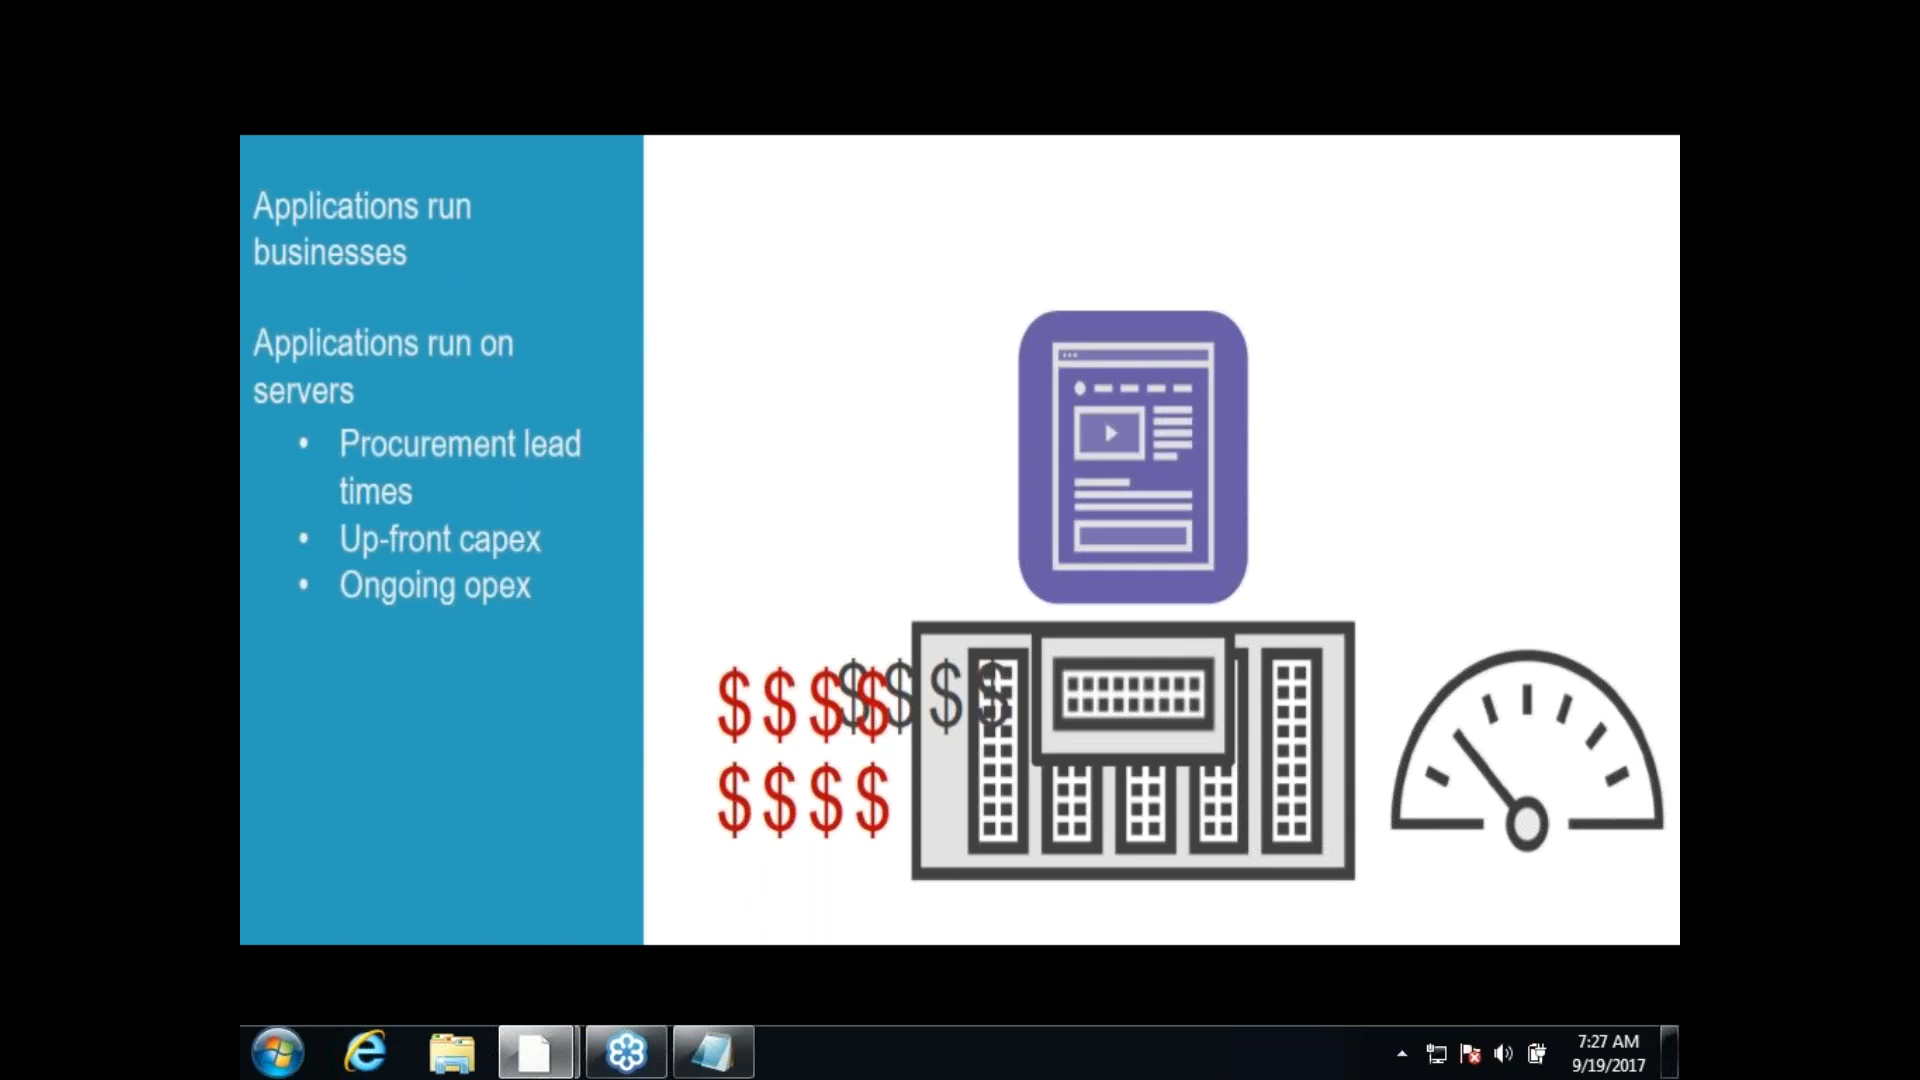 Applications run
businesses
Applications run on
servers
• Procurement lead
times
• Up-front capex
• Ongoing opex
$ $ $ $ $ $ $ $
$ $ $ $
7:27 AM
9/19/2017